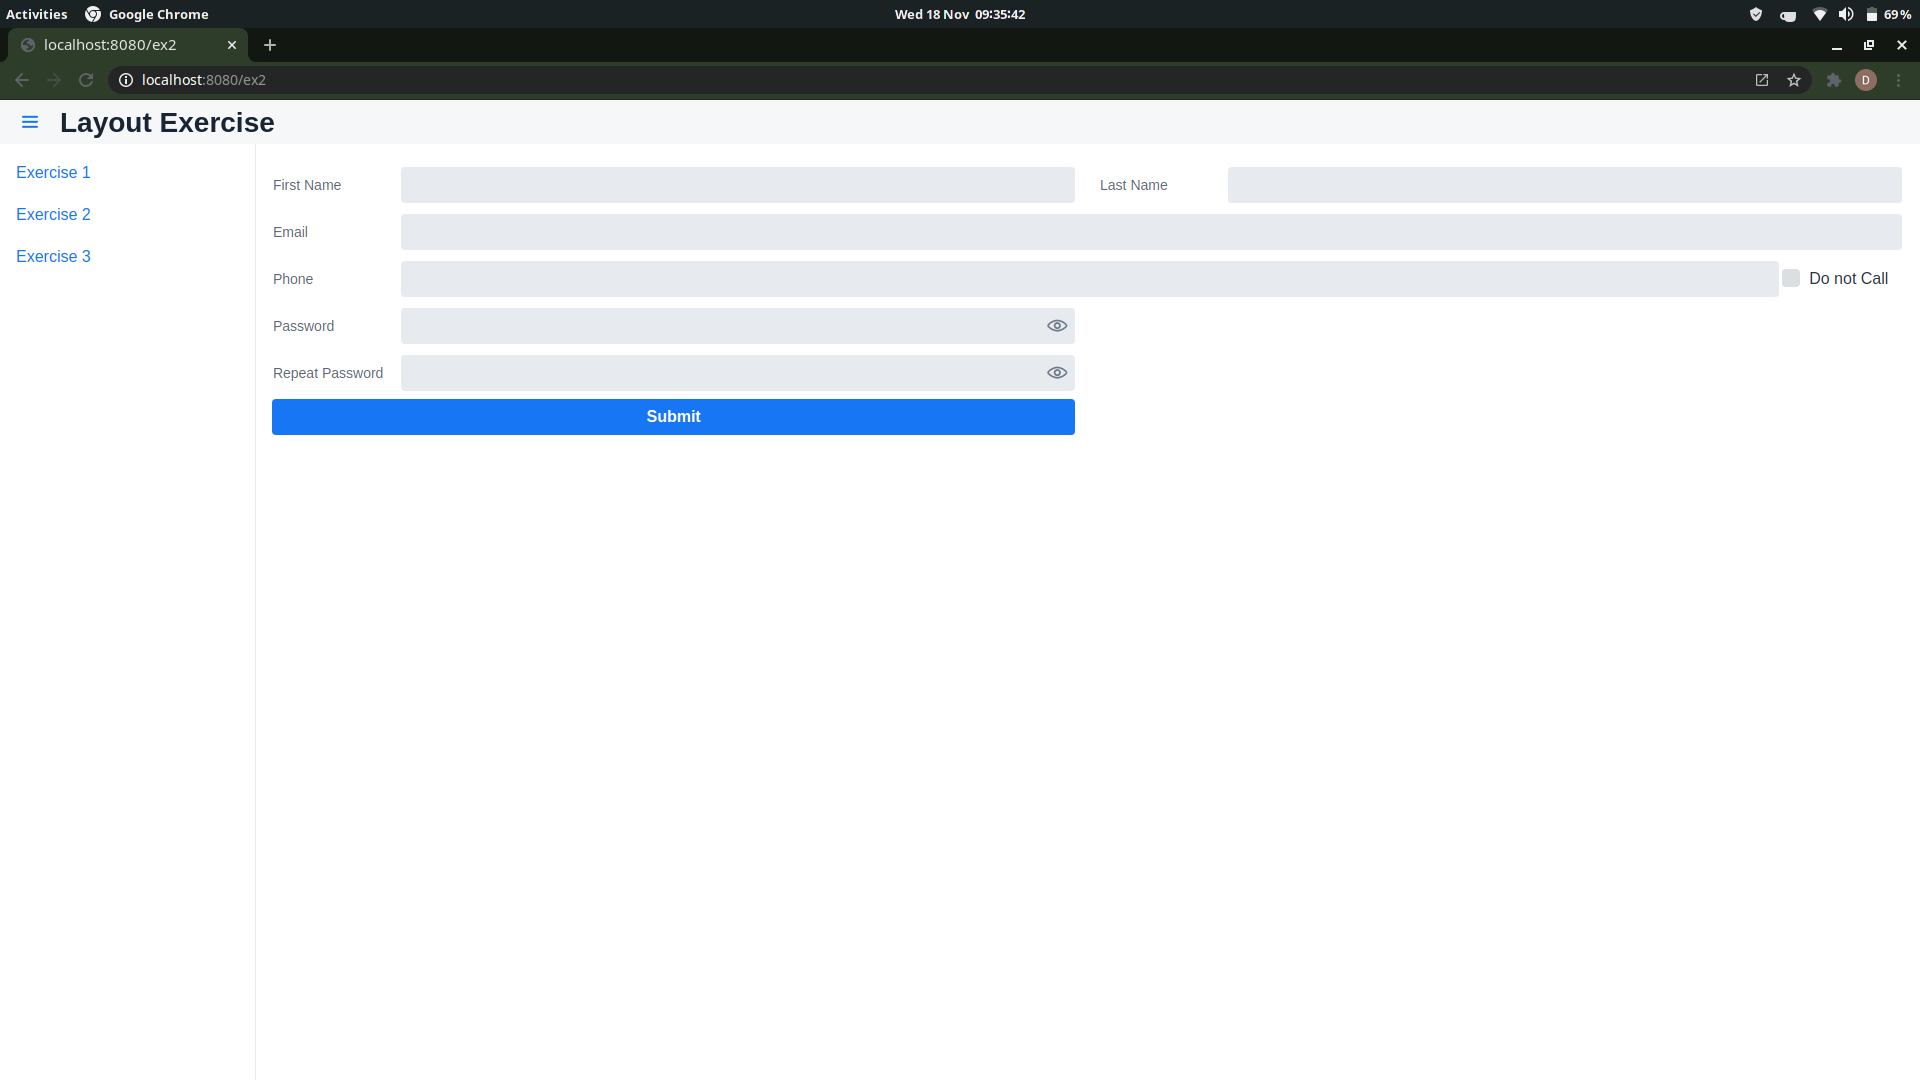 Activities Google Chrome Wed 18 Nov 09:35:42 69 %
localhost:8080/ex2
localhost:8080/ex2 D
Layout Exercise
Exercise 1
Exercise 2
Exercise 3
First Name Last Name
Email
Phone Do not Call
Password
Repeat Password
Submit